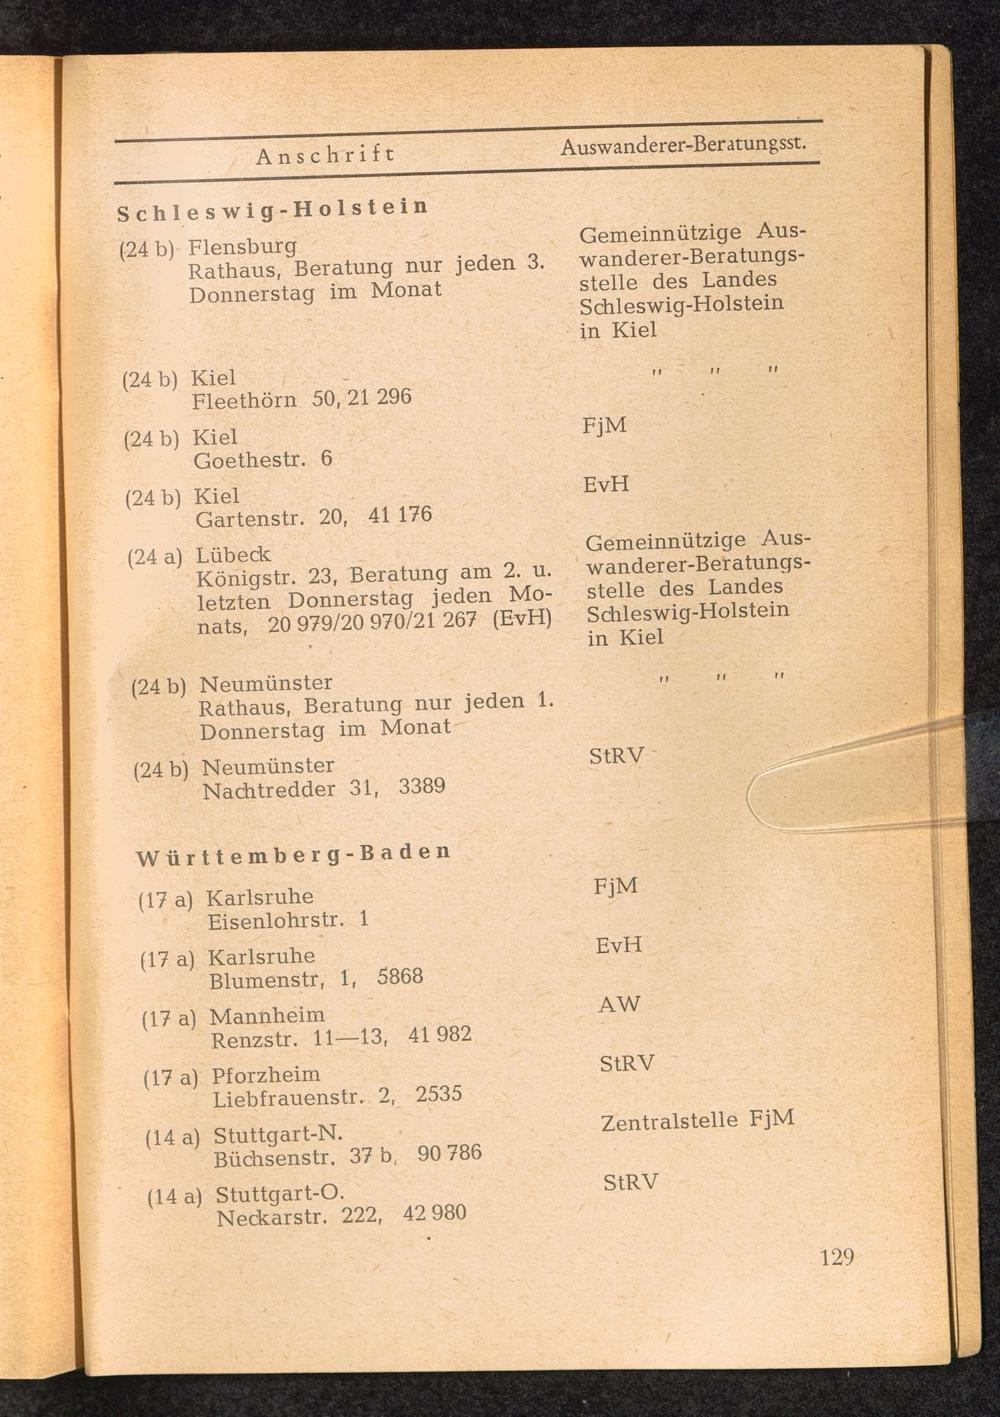 Anschrift Auswanderer-Beratungsst.
Schleswig-Holstein
(24 b) Flensburg
Rathaus, Beratung nur jeden 3.
Donnerstag im Monat
Gemeinnützige Aus-
wanderer-Beratungs-
stelle des Landes
Schleswig-Holstein
in Kiel
(24 b) Kiel
Fleethörn 50, 21 296
" " "
(24 b) Kiel
Goethestr. 6
FjM
(24 b) Kiel
Gartenstr. 20, 41 176
EvH
(24 a) Lübeck
Königstr. 23, Beratung am 2. u.
letzten Donnerstag jeden Mo-
nats, 20 979/20 970/21 267 (EvH)
Gemeinnützige Aus-
wanderer-Beratungs-
stelle des Landes
Schleswig-Holstein
in Kiel
(24 b) Neumünster
Rathaus, Beratung nur jeden 1.
Donnerstag im Monat
" " "
(24 b) Neumünster
Nachtredder 31, 3389
StRV
Württemberg-Baden
(17 a) Karlsruhe
Eisenlohrstr. 1
FjM
(17 a) Karlsruhe
Blumenstr, 1, 5868
EvH
(17 a) Mannheim
Renzstr. 11—13, 41 982
AW
(17 a) Pforzheim
Liebfrauenstr. 2, 2535
StRV
(14 a) Stuttgart-N.
Büchsenstr. 37 b, 90 786
Zentralstelle FjM
(14 a) Stuttgart-O.
Neckarstr. 222, 42 980
StRV
129